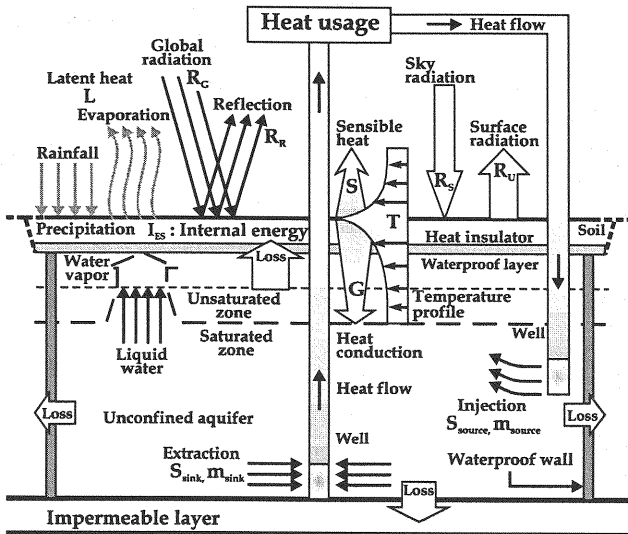 Heat usage
Heat flow
Global
radiation
R_G
Latent heat
L
Evaporation
Reflection
R_R
Rainfall
Sky
radiation
R_S
Sensible
heat
S
Surface
radiation
R_U
T
Precipitation
I_ES : Internal energy
Heat insulator
Soil
Water
vapor
Loss
Waterproof layer
G
Unsaturated
zone
Temperature
profile
Saturated
zone
Heat
conduction
Well
Liquid
water
Heat flow
Loss
Unconfined aquifer
Injection
S_source, m_source
Loss
Well
Extraction
S_sink, m_sink
Waterproof wall
Loss
Impermeable layer